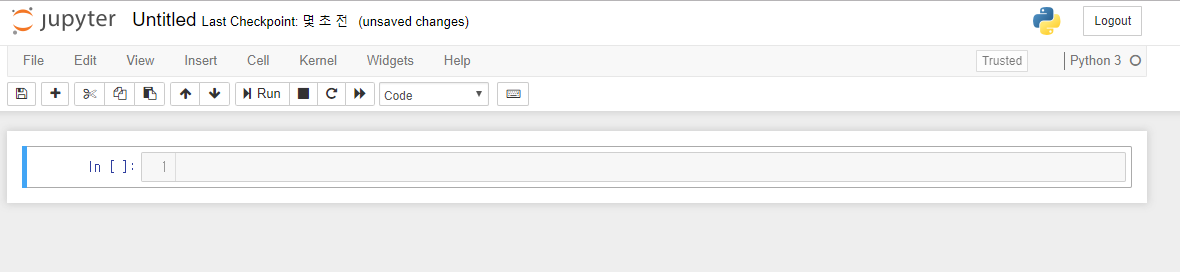 jupyter Untitled Last Checkpoint: 몇 초 전 (unsaved changes) Logout
File Edit View Insert Cell Kernel Widgets Help Trusted Python 3
Run Code
In [ ]: 1